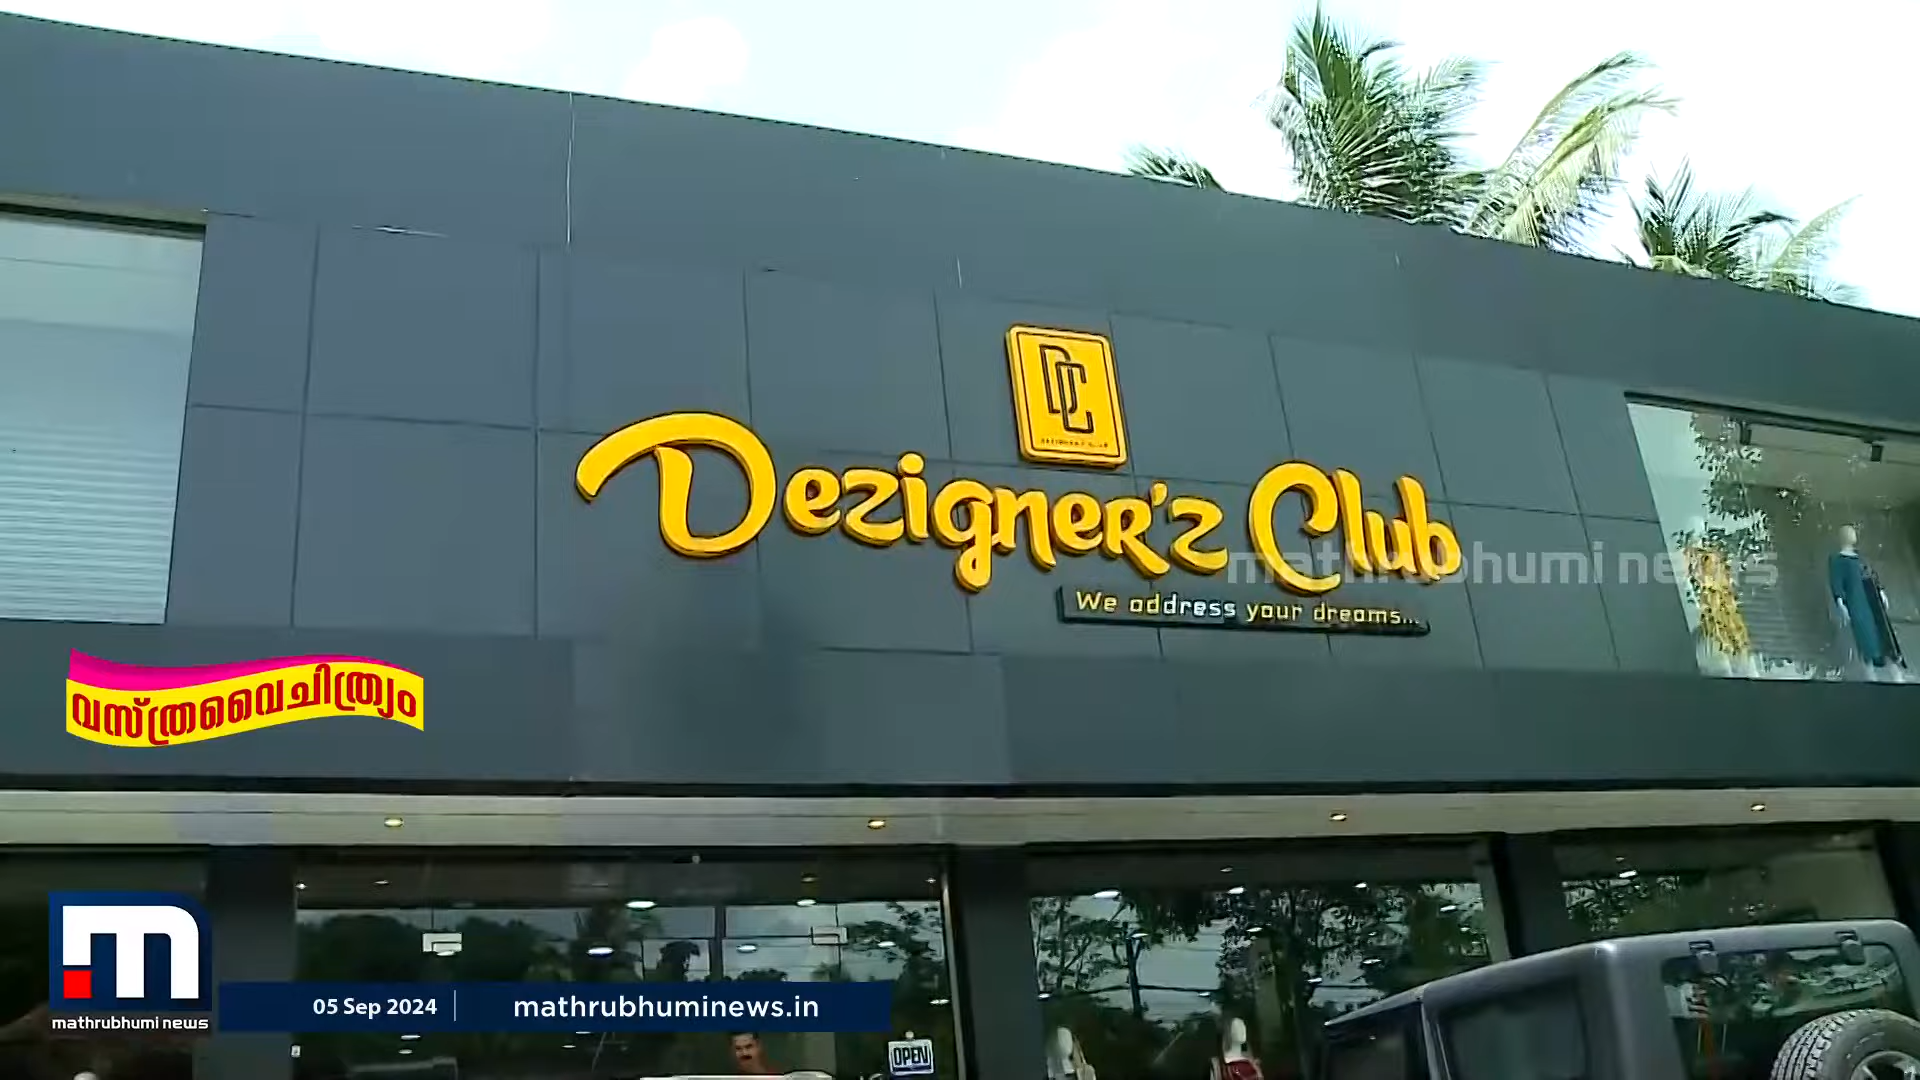 DC
Dezigner'z Club
We address your dreams...
mathrubhumi news
വസ്ത്രവൈചിത്ര്യം
mathrubhumi news
05 Sep 2024
mathrubhuminews.in
OPEN